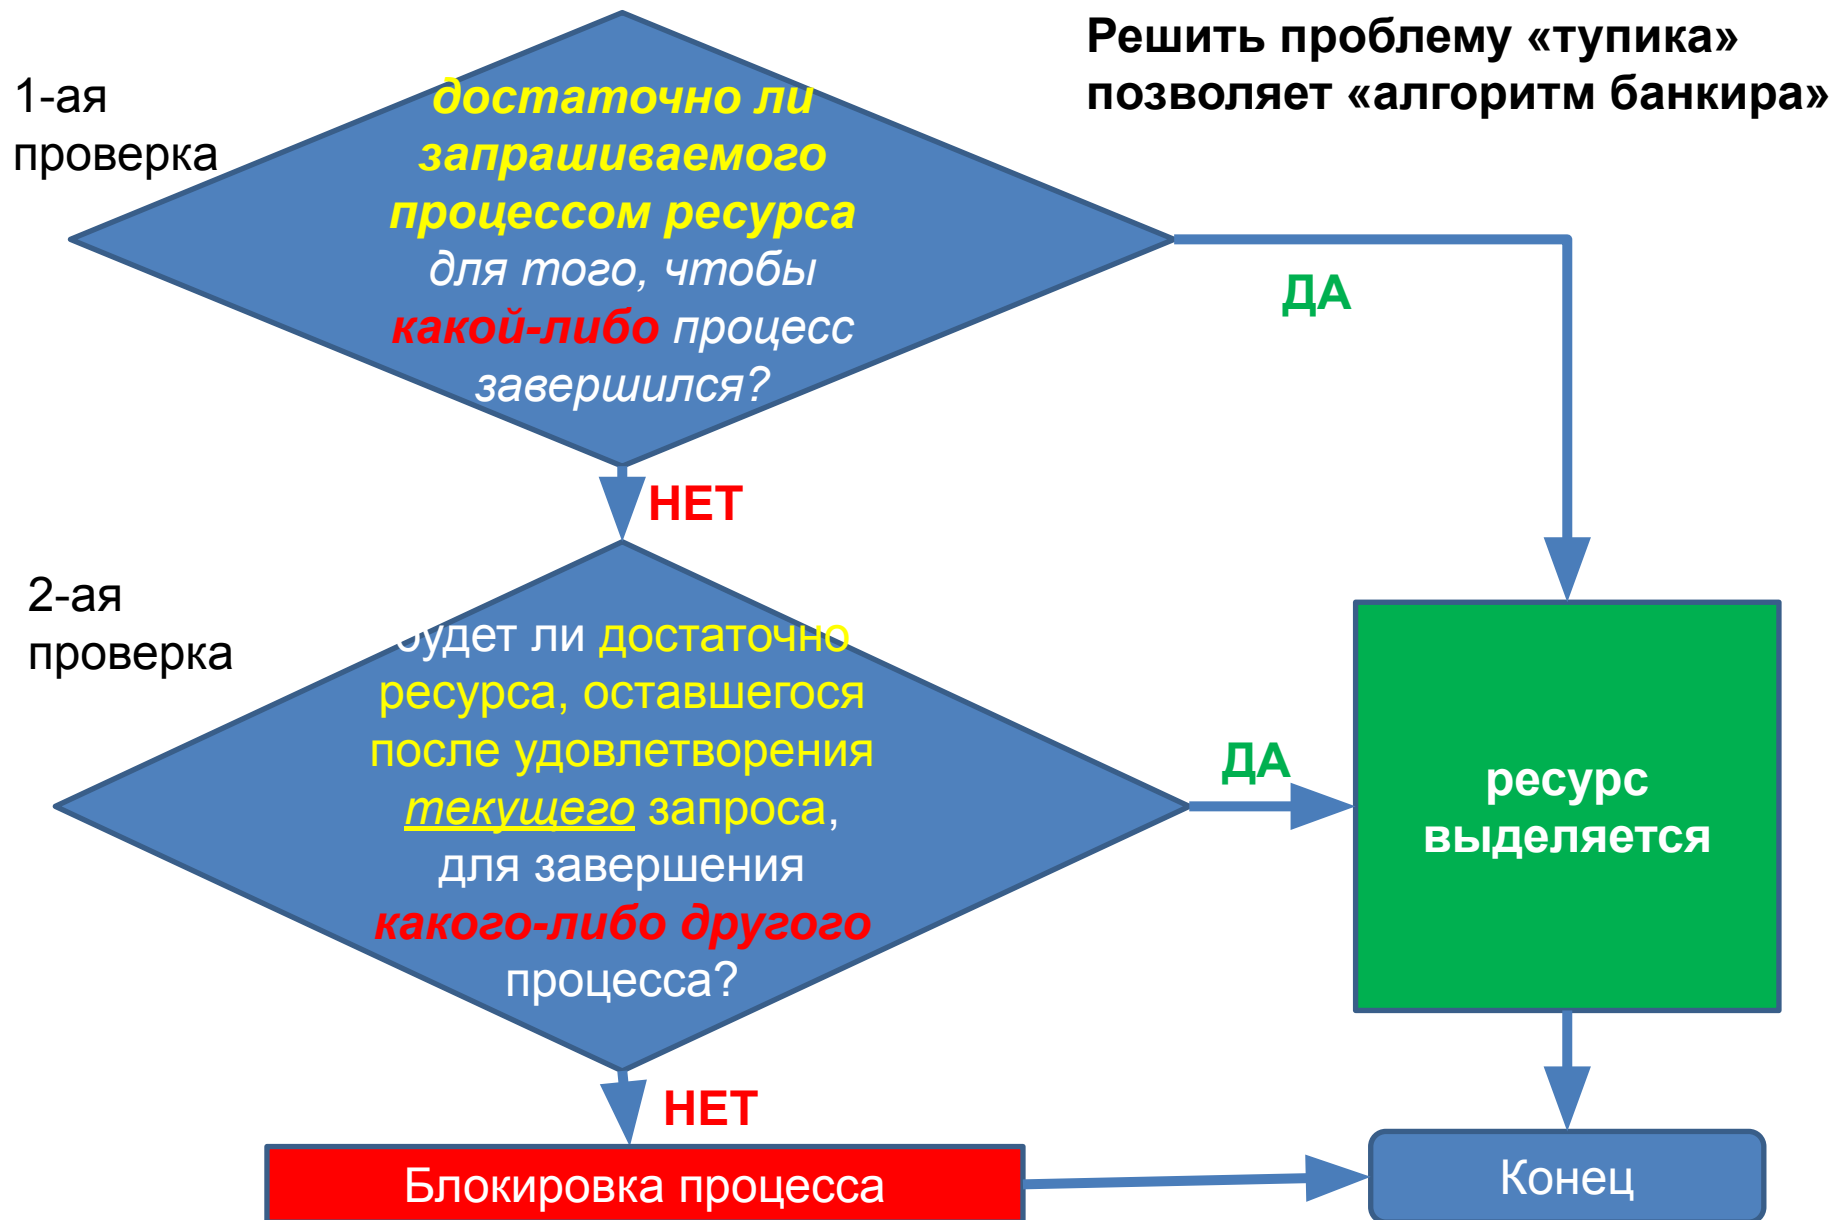 Решить проблему «тупика»
позволяет «алгоритм банкира»
1-ая
проверка
достаточно ли
запрашиваемого
процессом ресурса
для того, чтобы
какой-либо процесс
завершился?
ДА
НЕТ
2-ая
проверка
будет ли достаточно
ресурса, оставшегося
после удовлетворения
текущего запроса,
для завершения
какого-либо другого
процесса?
ДА
ресурс
выделяется
НЕТ
Блокировка процесса
Конец